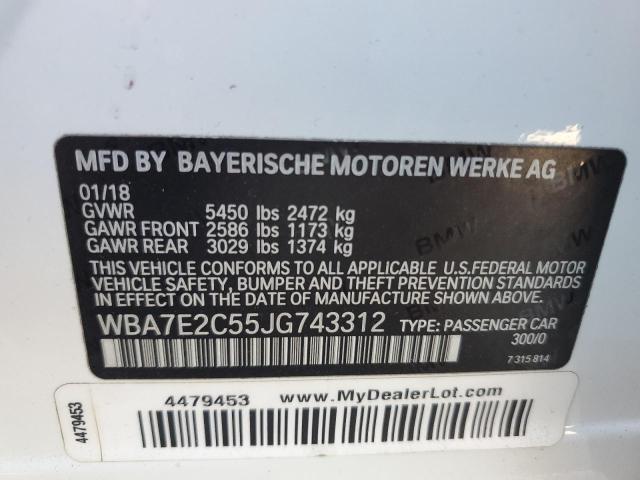 MFD BY BAYERISCHE MOTOREN WERKE AG
01/18
GVWR 5450 lbs 2472 kg
GAWR FRONT 2586 lbs 1173 kg
GAWR REAR 3029 lbs 1374 kg
THIS VEHICLE CONFORMS TO ALL APPLICABLE U.S.FEDERAL MOTOR
VEHICLE SAFETY, BUMPER AND THEFT PREVENTION STANDARDS
IN EFFECT ON THE DATE OF MANUFACTURE SHOWN ABOVE.
WBA7E2C55JG743312 TYPE: PASSENGER CAR
300/0
7 315 814
4479453 www.MyDealerLot.com
4479453
BMW
BMW